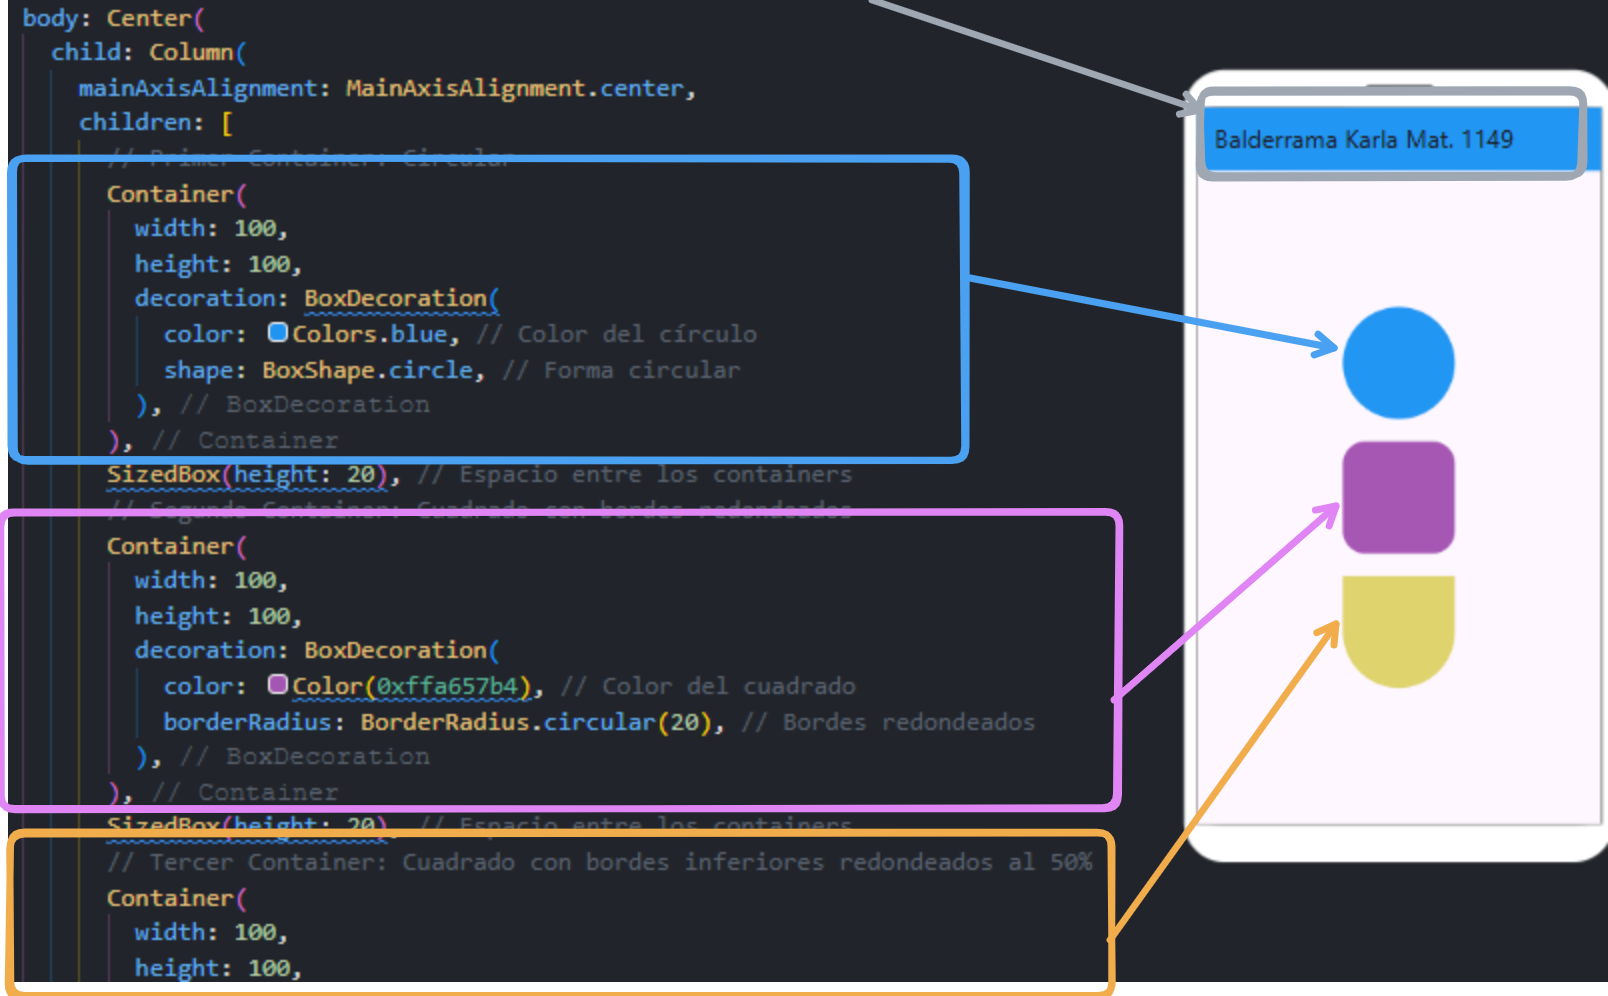 body: Center(
child: Column(
mainAxisAlignment: MainAxisAlignment.center,
children: [
// Primer Container: Circular
Container(
width: 100,
height: 100,
decoration: BoxDecoration(
color: Colors.blue, // Color del círculo
shape: BoxShape.circle, // Forma circular
), // BoxDecoration
), // Container
SizedBox(height: 20), // Espacio entre los containers
// Segundo Container: Cuadrado con bordes redondeados
Container(
width: 100,
height: 100,
decoration: BoxDecoration(
color: Color(0xffa657b4), // Color del cuadrado
borderRadius: BorderRadius.circular(20), // Bordes redondeados
), // BoxDecoration
), // Container
SizedBox(height: 20), // Espacio entre los containers
// Tercer Container: Cuadrado con bordes inferiores redondeados al 50%
Container(
width: 100,
height: 100,
Balderrama Karla Mat. 1149